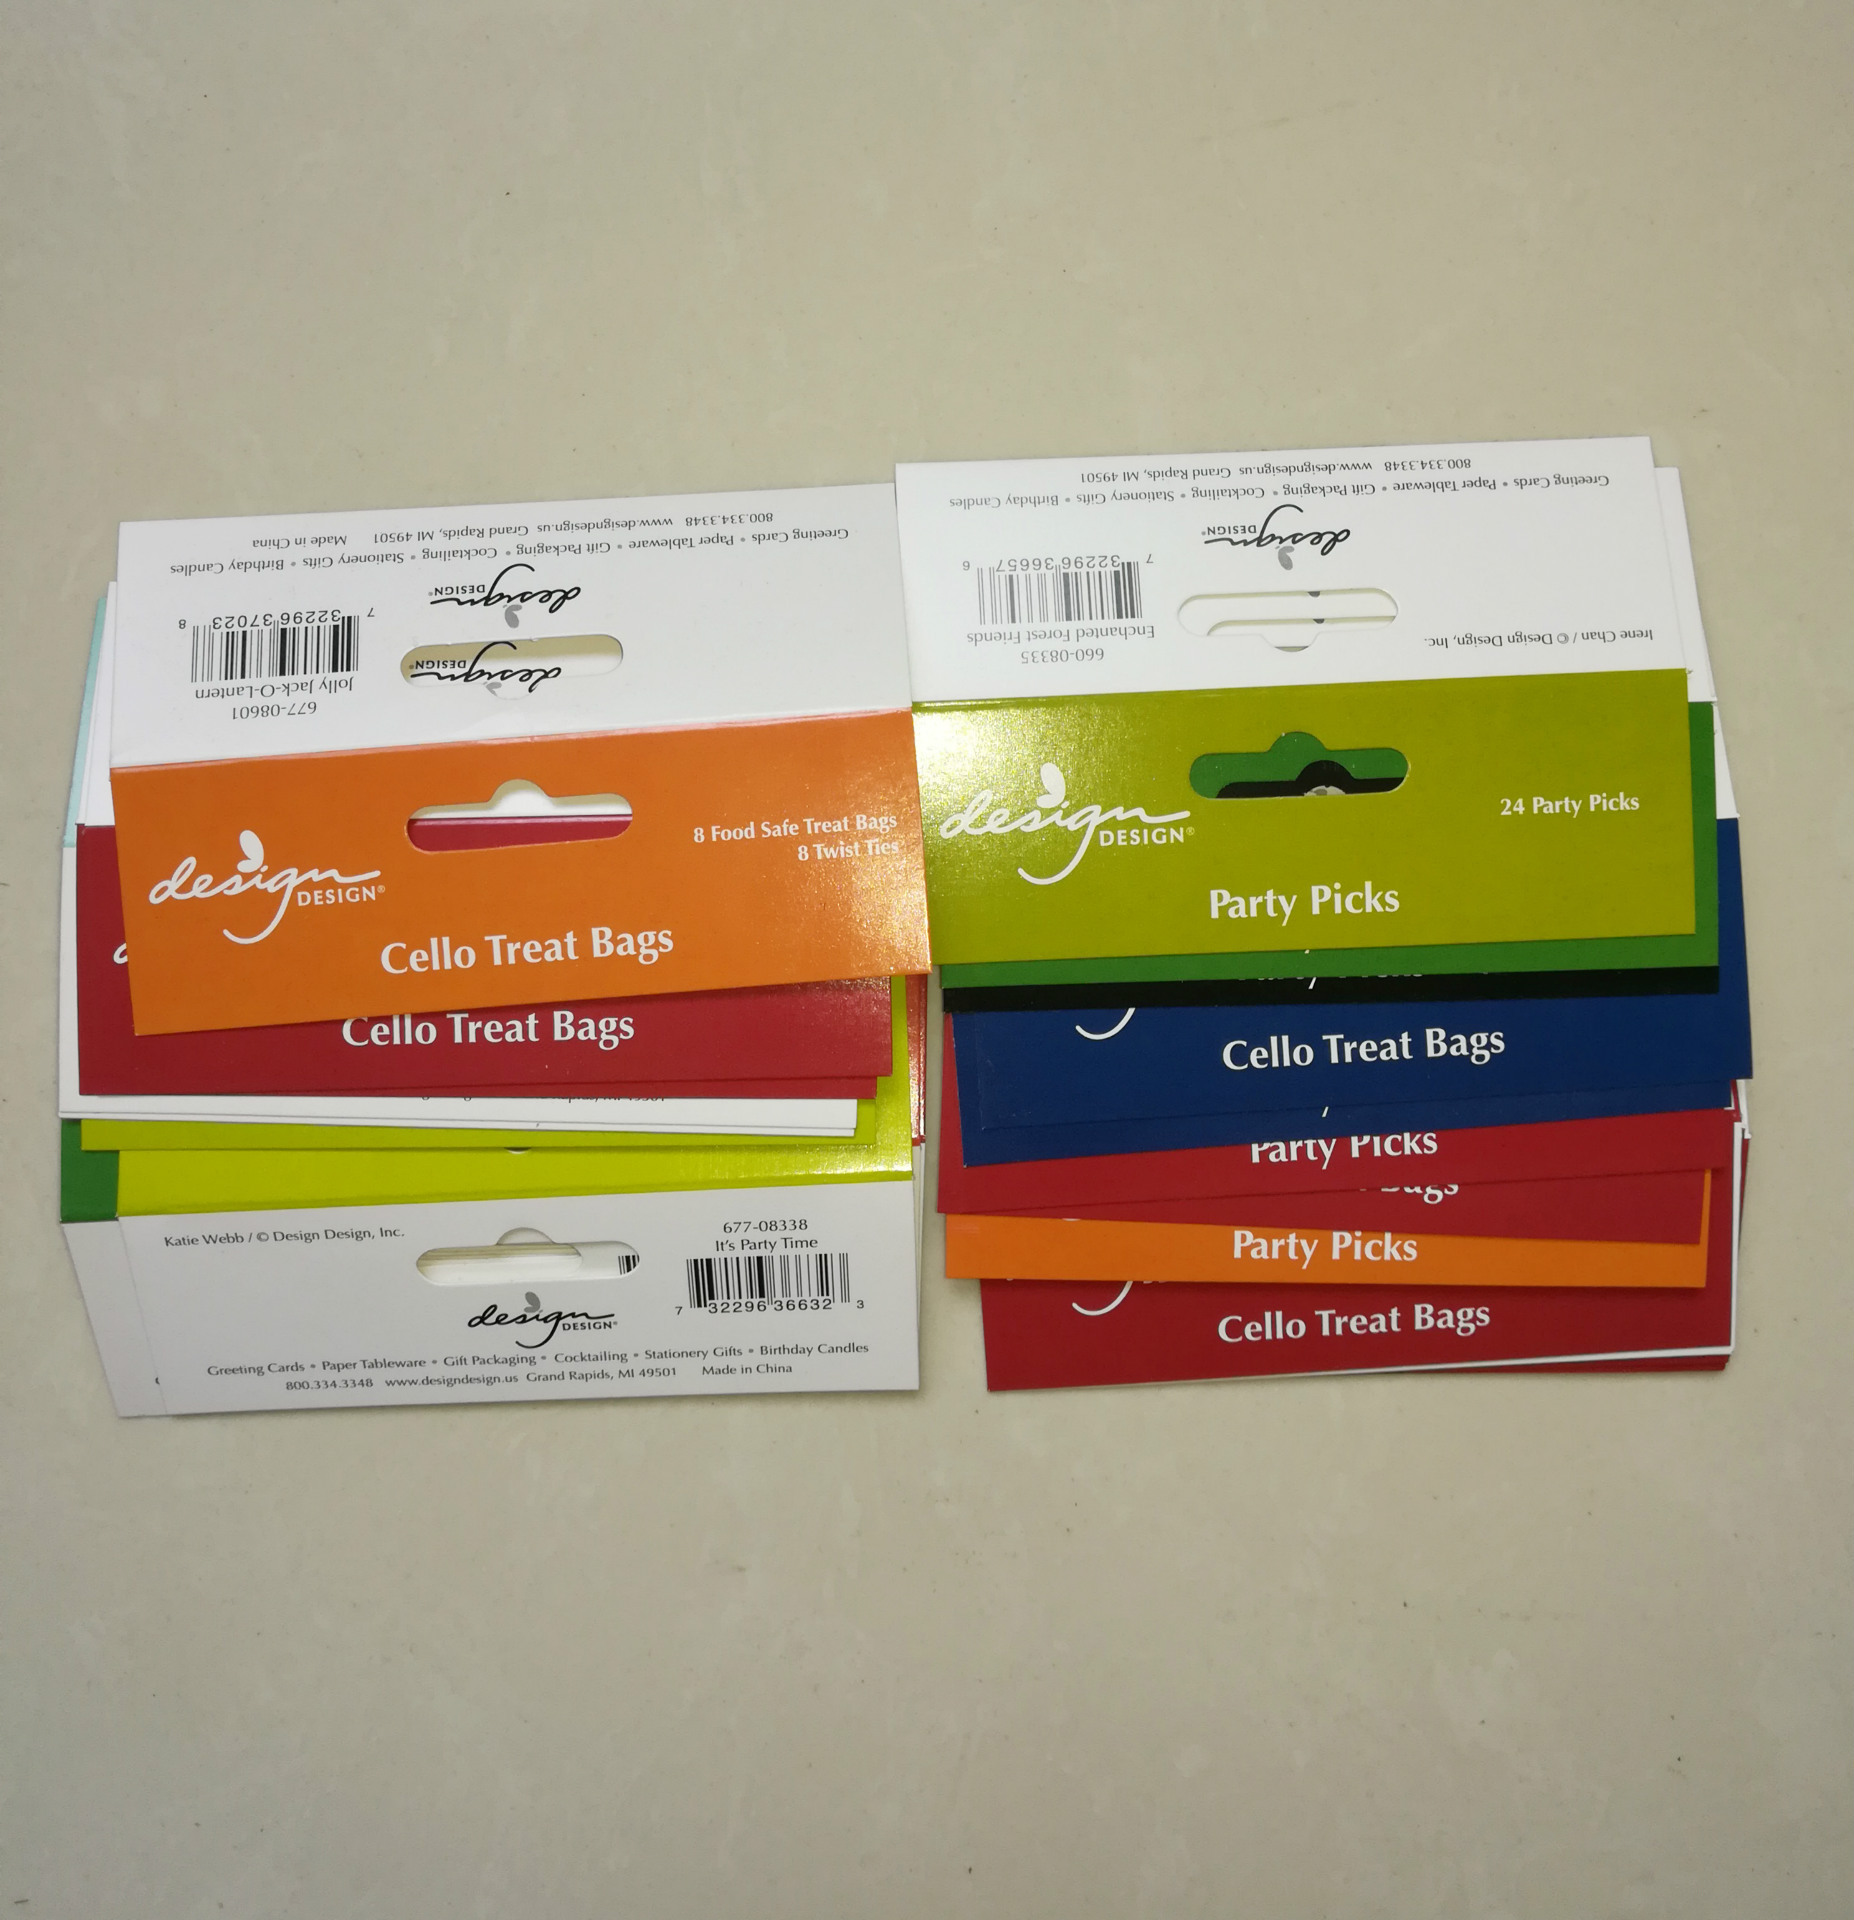 800.334.3348 www.designdesign.us Grand Rapids, MI 49501 Made in China
Greeting Cards • Paper Tableware • Gift Packaging • Cocktailing • Stationery Gifts • Birthday Candles
design DESIGN®
7 32296 37023 8
design DESIGN®
Jolly Jack-O-Lantern
677-08601
design DESIGN®
8 Food Safe Treat Bags
8 Twist Ties
Cello Treat Bags
Cello Treat Bags
Katie Webb / © Design Design, Inc.
677-08338
It's Party Time
7 32296 36632 3
design DESIGN®
Greeting Cards • Paper Tableware • Gift Packaging • Cocktailing • Stationery Gifts • Birthday Candles
800.334.3348 www.designdesign.us Grand Rapids, MI 49501 Made in China
800.334.3348 www.designdesign.us Grand Rapids, MI 49501
Greeting Cards • Paper Tableware • Gift Packaging • Cocktailing • Stationery Gifts • Birthday Candles
design DESIGN®
7 32296 36657 6
Enchanted Forest Friends
660-08335
Irene Chan / © Design Design, Inc.
design DESIGN®
24 Party Picks
Party Picks
Cello Treat Bags
Party Picks
Bags
Party Picks
Cello Treat Bags